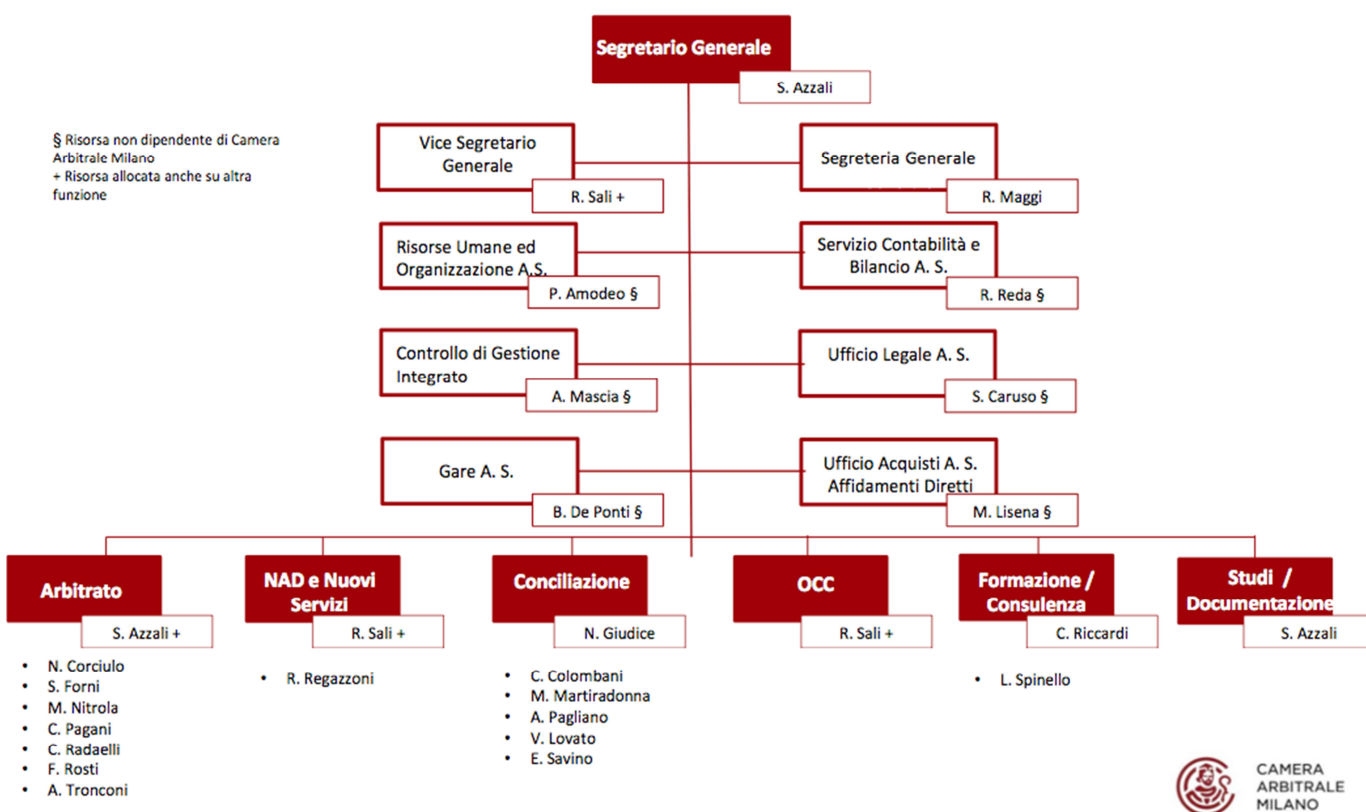 Segretario Generale
S. Azzali
§ Risorsa non dipendente di Camera
Arbitrale Milano
+ Risorsa allocata anche su altra
funzione
Vice Segretario
Generale
R. Sali +
Segreteria Generale
R. Maggi
Risorse Umane ed
Organizzazione A.S.
P. Amodeo §
Servizio Contabilità e
Bilancio A. S.
R. Reda §
Controllo di Gestione
Integrato
A. Mascia §
Ufficio Legale A. S.
S. Caruso §
Gare A. S.
B. De Ponti §
Ufficio Acquisti A. S.
Affidamenti Diretti
M. Lisena §
Arbitrato
S. Azzali +
• N. Corciulo
• S. Forni
• M. Nitrola
• C. Pagani
• C. Radaelli
• F. Rosti
• A. Tronconi
NAD e Nuovi
Servizi
R. Sali +
• R. Regazzoni
Conciliazione
N. Giudice
• C. Colombani
• M. Martiradonna
• A. Pagliano
• V. Lovato
• E. Savino
OCC
R. Sali +
Formazione /
Consulenza
C. Riccardi
• L. Spinello
Studi /
Documentazione
S. Azzali
CAMERA
ARBITRALE
MILANO